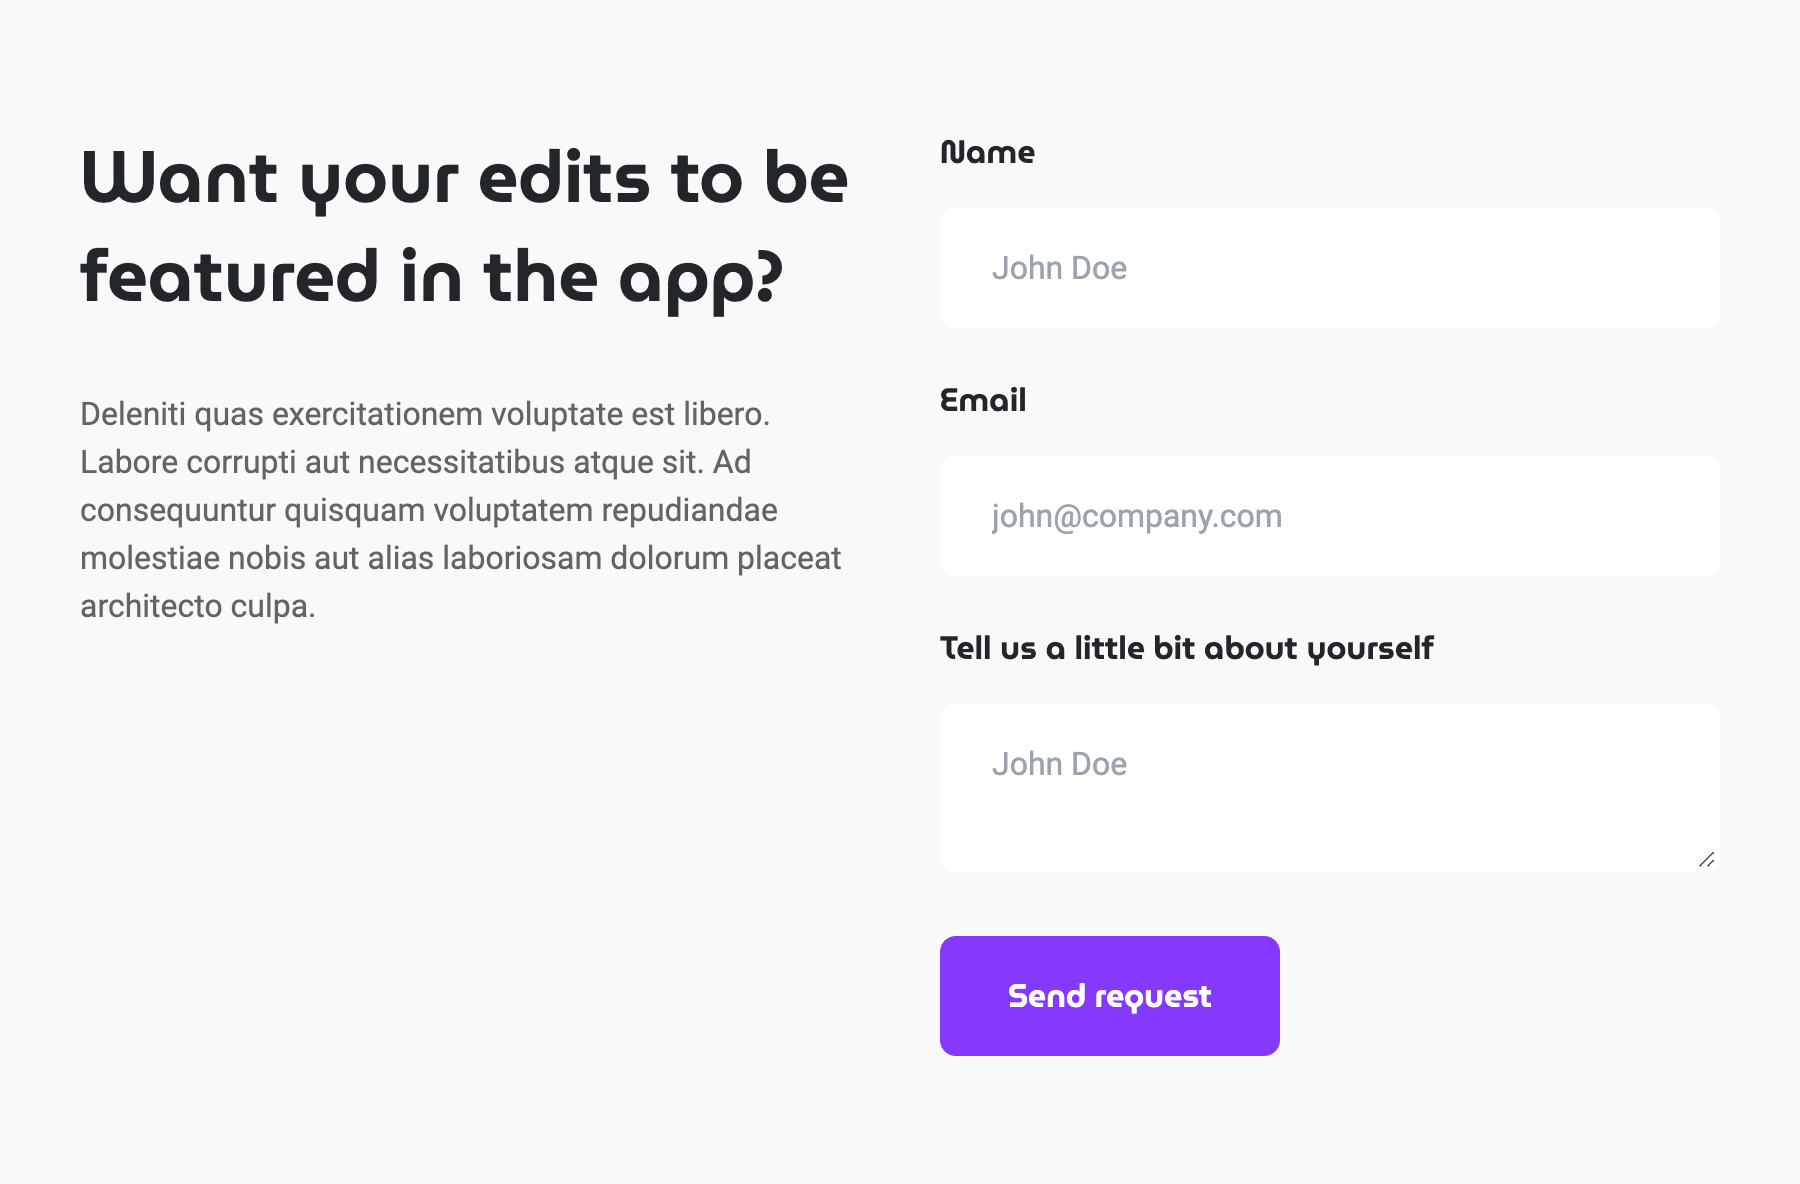 Want your edits to be
featured in the app?
Deleniti quas exercitationem voluptate est libero.
Labore corrupti aut necessitatibus atque sit. Ad
consequuntur quisquam voluptatem repudiandae
molestiae nobis aut alias laboriosam dolorum placeat
architecto culpa.
Name
John Doe
Email
john@company.com
Tell us a little bit about yourself
John Doe
Send request